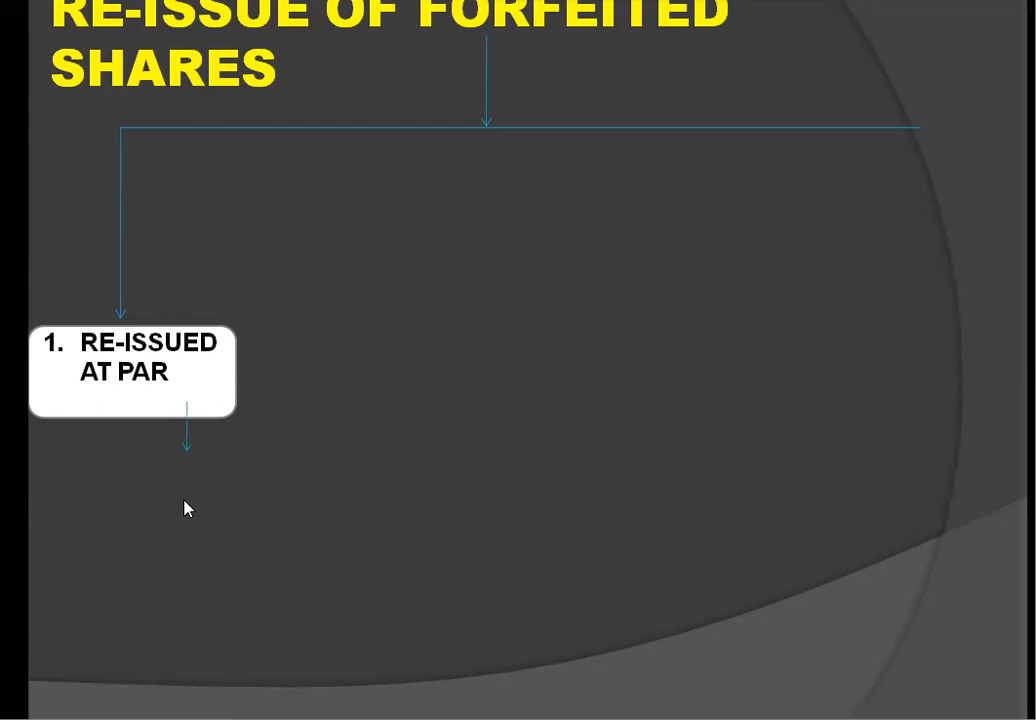 RE-ISSUE OF FORFEITED
SHARES
1. RE-ISSUED
AT PAR